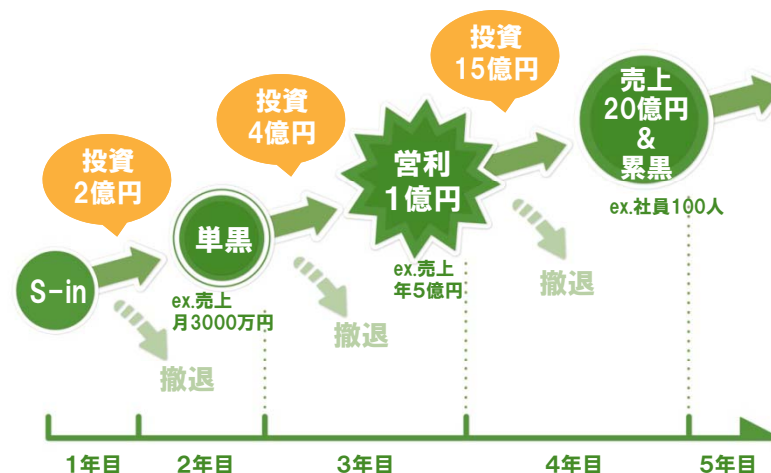 投資
15億円
売上
20億円
&
累黒
投資
4億円
営利
1億円
投資
2億円
ex.社員100人
単黒
S-in
ex.売上
年5億円
撤退
ex.売上
月3000万円
撤退
撤退
1年目
2年目
3年目
4年目
5年目